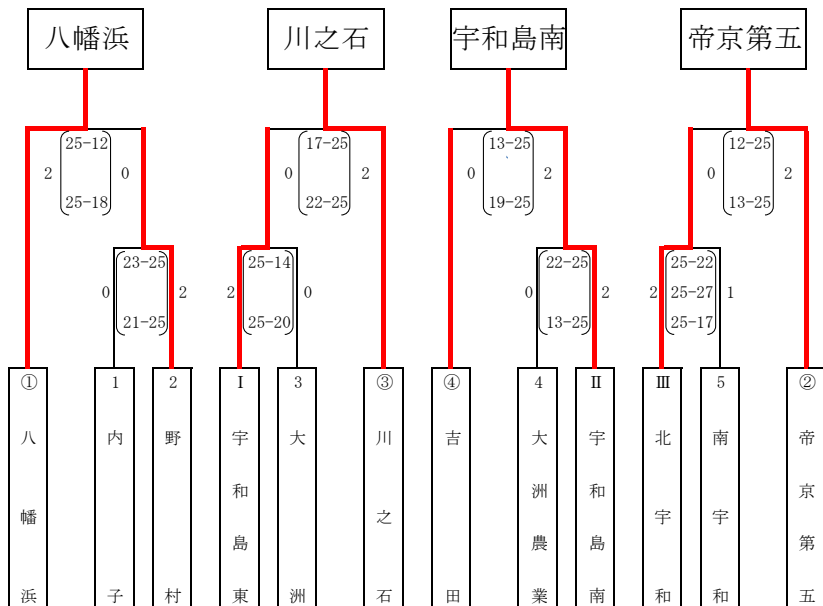 八幡浜
川之石
宇和島南
帝京第五
25-12
2 0
25-18
17-25
0 2
22-25
13-25
0 2
19-25
12-25
0 2
13-25
23-25
0 2
21-25
25-14
2 0
25-20
22-25
0 2
13-25
25-22
2 25-27 1
25-17
① 八幡浜
1 内子
2 野村
Ⅰ 宇和島東
3 大洲
③ 川之石
④ 吉田
4 大洲農業
Ⅱ 宇和島南
Ⅲ 北宇和
5 南宇和
② 帝京第五